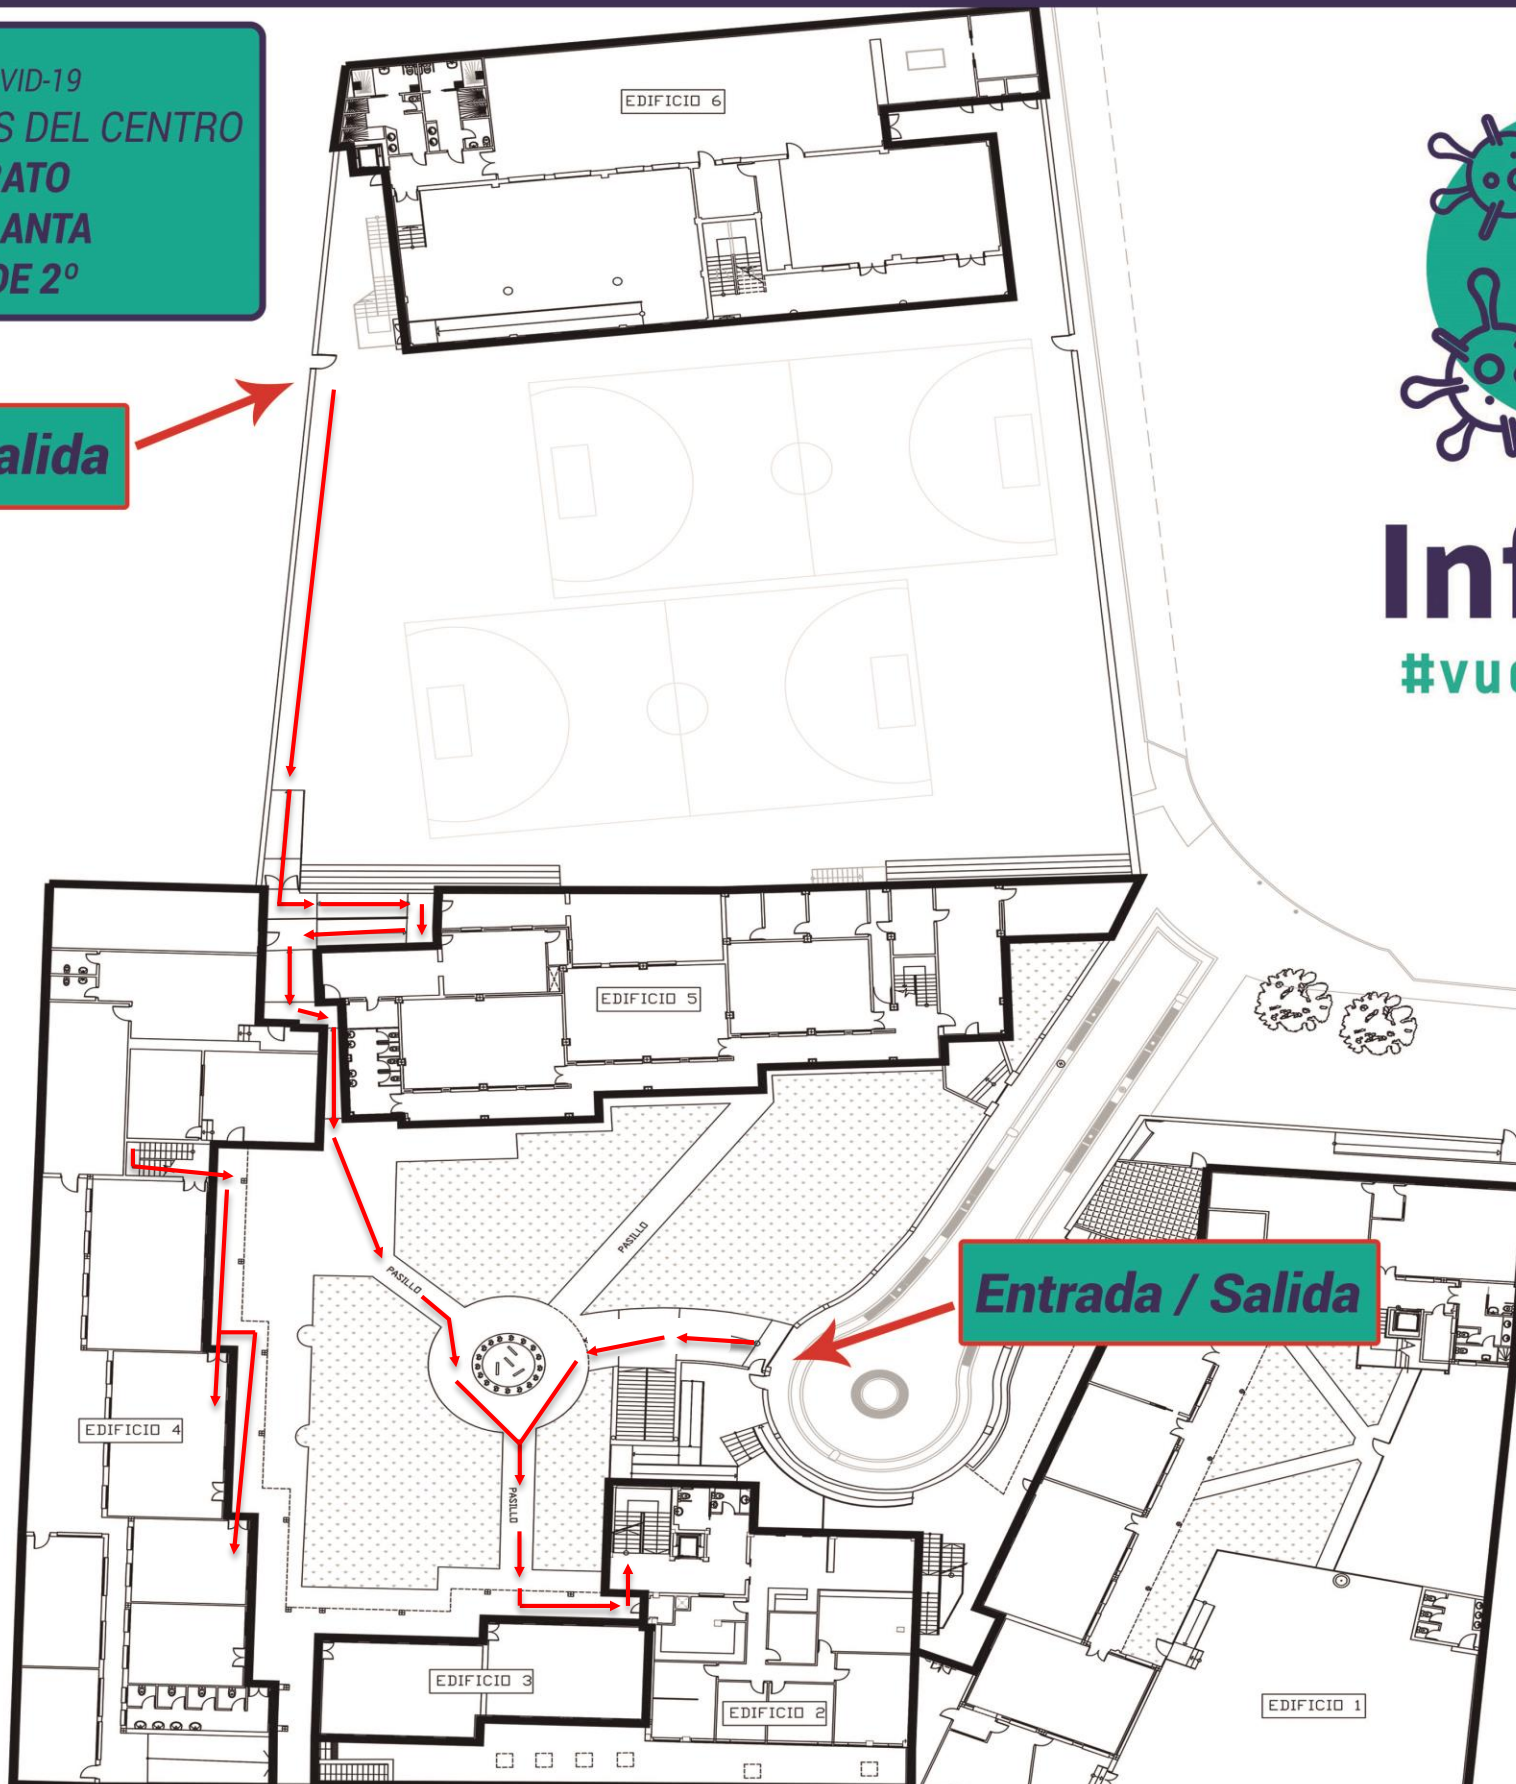 VID-19
S DEL CENTRO
ATO
ANTA
DE 2º
alida
EDIFICIO 6
Inf
#vu
EDIFICIO 5
PASILLO
PASILLO
Entrada / Salida
EDIFICIO 4
PASILLO
EDIFICIO 3
EDIFICIO 2
EDIFICIO 1